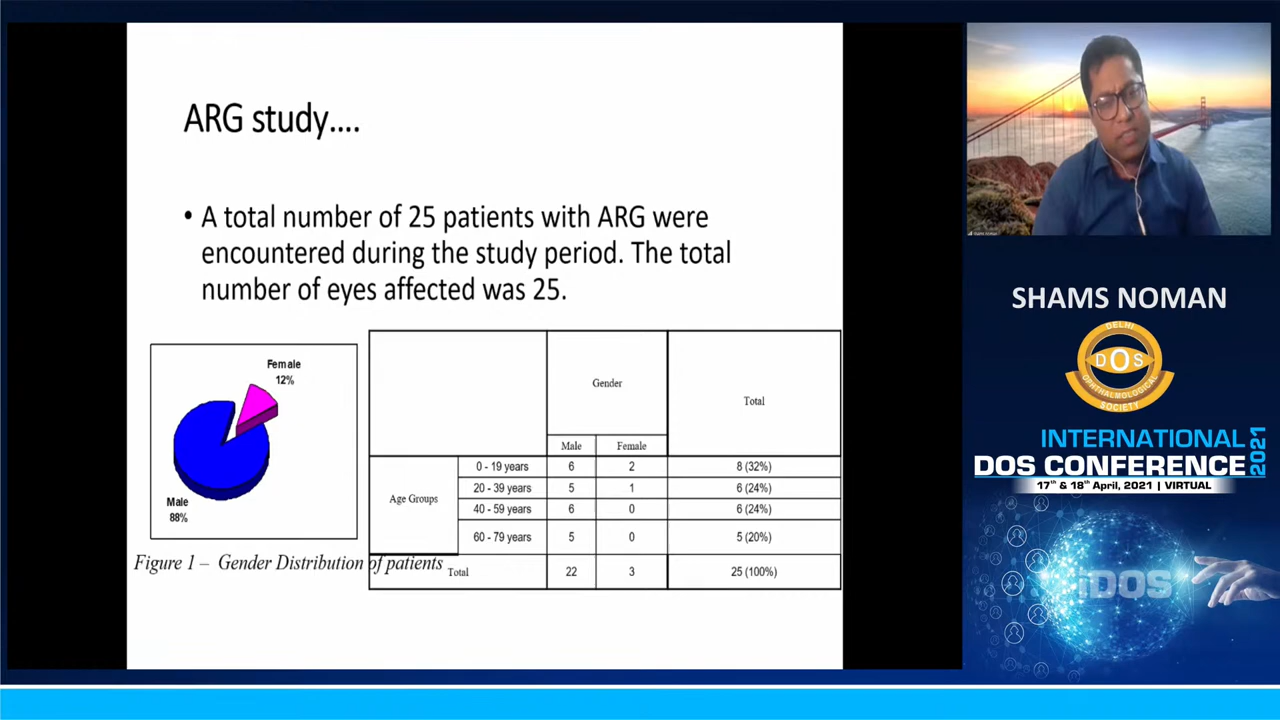 ARG study....
• A total number of 25 patients with ARG were
encountered during the study period. The total
number of eyes affected was 25.
Female
12%
Male
88%
Figure 1 – Gender Distribution of patients
Gender
Total
Male
Female
Age Groups
0 - 19 years
6
2
8 (32%)
20 - 39 years
5
1
6 (24%)
40 - 59 years
6
0
6 (24%)
60 - 79 years
5
0
5 (20%)
Total
22
3
25 (100%)
SHAMS NOMAN
DELHI
DOS
OPHTHALMOLOGICAL
SOCIETY
INTERNATIONAL
DOS CONFERENCE
2021
17th & 18th April, 2021 | VIRTUAL
iDOS